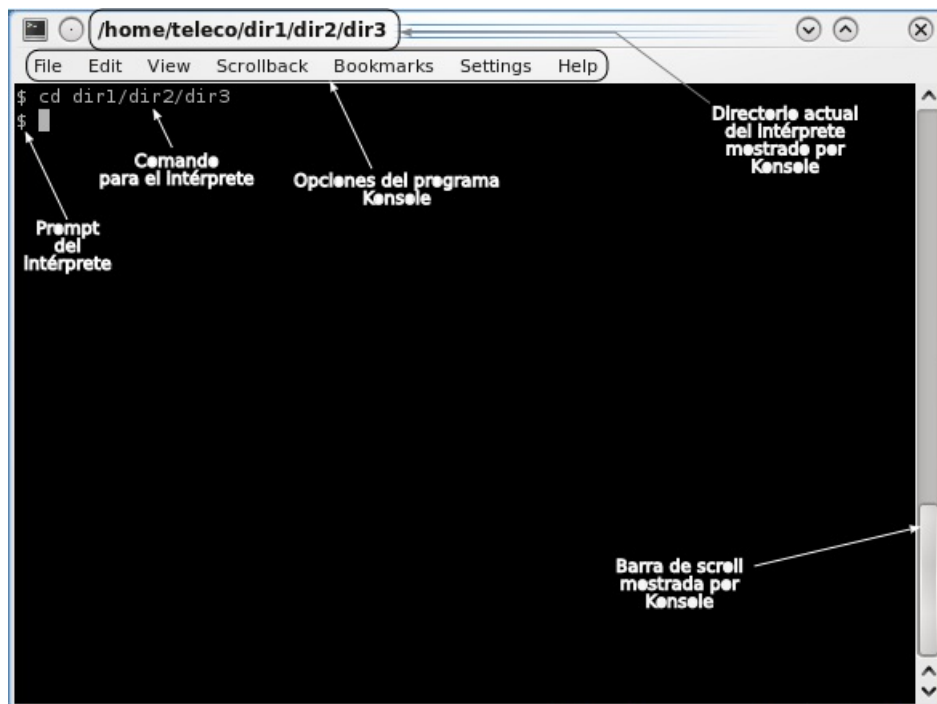 /home/teleco/dir1/dir2/dir3
File Edit View Scrollback Bookmarks Settings Help
$ cd dir1/dir2/dir3
$
Directorio actual
del intérprete
mostrado por
Konsole
Comando
para el intérprete
Opciones del programa
Konsole
Prompt
del
intérprete
Barra de scroll
mostrada por
Konsole